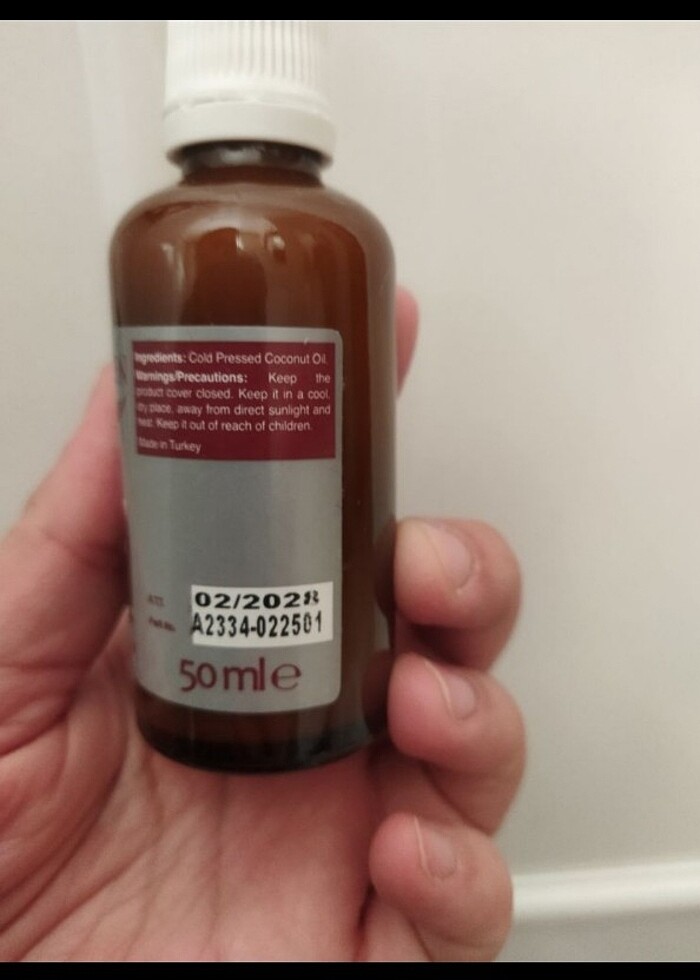 Ingredients: Cold Pressed Coconut Oil.
Warnings/Precautions: Keep the
product cover closed. Keep it in a cool,
dry place, away from direct sunlight and
heat. Keep it out of reach of children.
Made in Turkey
02/2028
A2334-022501
50 ml e